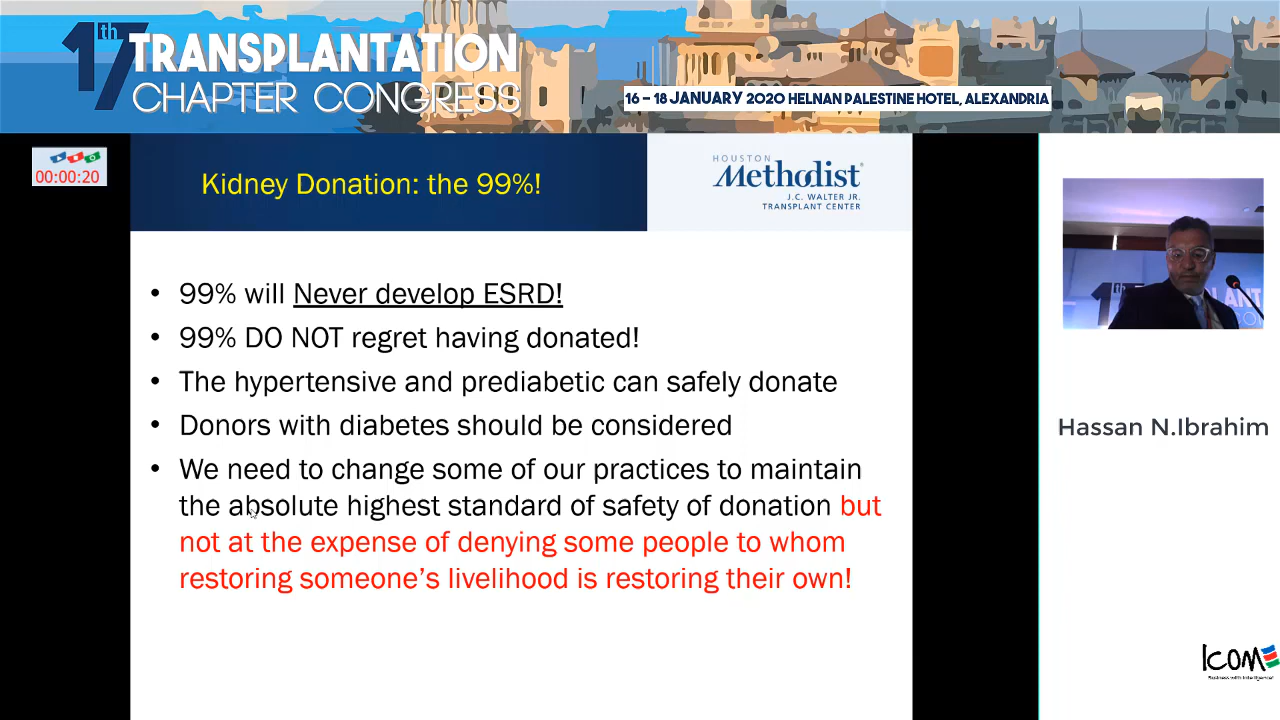 17th TRANSPLANTATION
CHAPTER CONGRESS
16 – 18 JANUARY 2020 HELNAN PALESTINE HOTEL, ALEXANDRIA
00:00:20
Kidney Donation: the 99%!
HOUSTON
Methodist
J.C. WALTER JR.
TRANSPLANT CENTER
• 99% will Never develop ESRD!
• 99% DO NOT regret having donated!
• The hypertensive and prediabetic can safely donate
• Donors with diabetes should be considered
• We need to change some of our practices to maintain
the absolute highest standard of safety of donation but
not at the expense of denying some people to whom
restoring someone's livelihood is restoring their own!
Hassan N.Ibrahim
ICOM
Business with Intelligence!